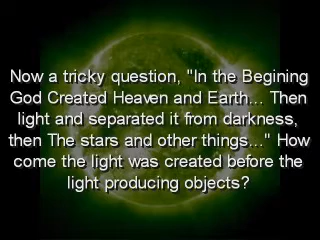 Now a tricky question, "In the Begining
God Created Heaven and Earth... Then
light and separated it from darkness,
then The stars and other things..." How
come the light was created before the
light producing objects?